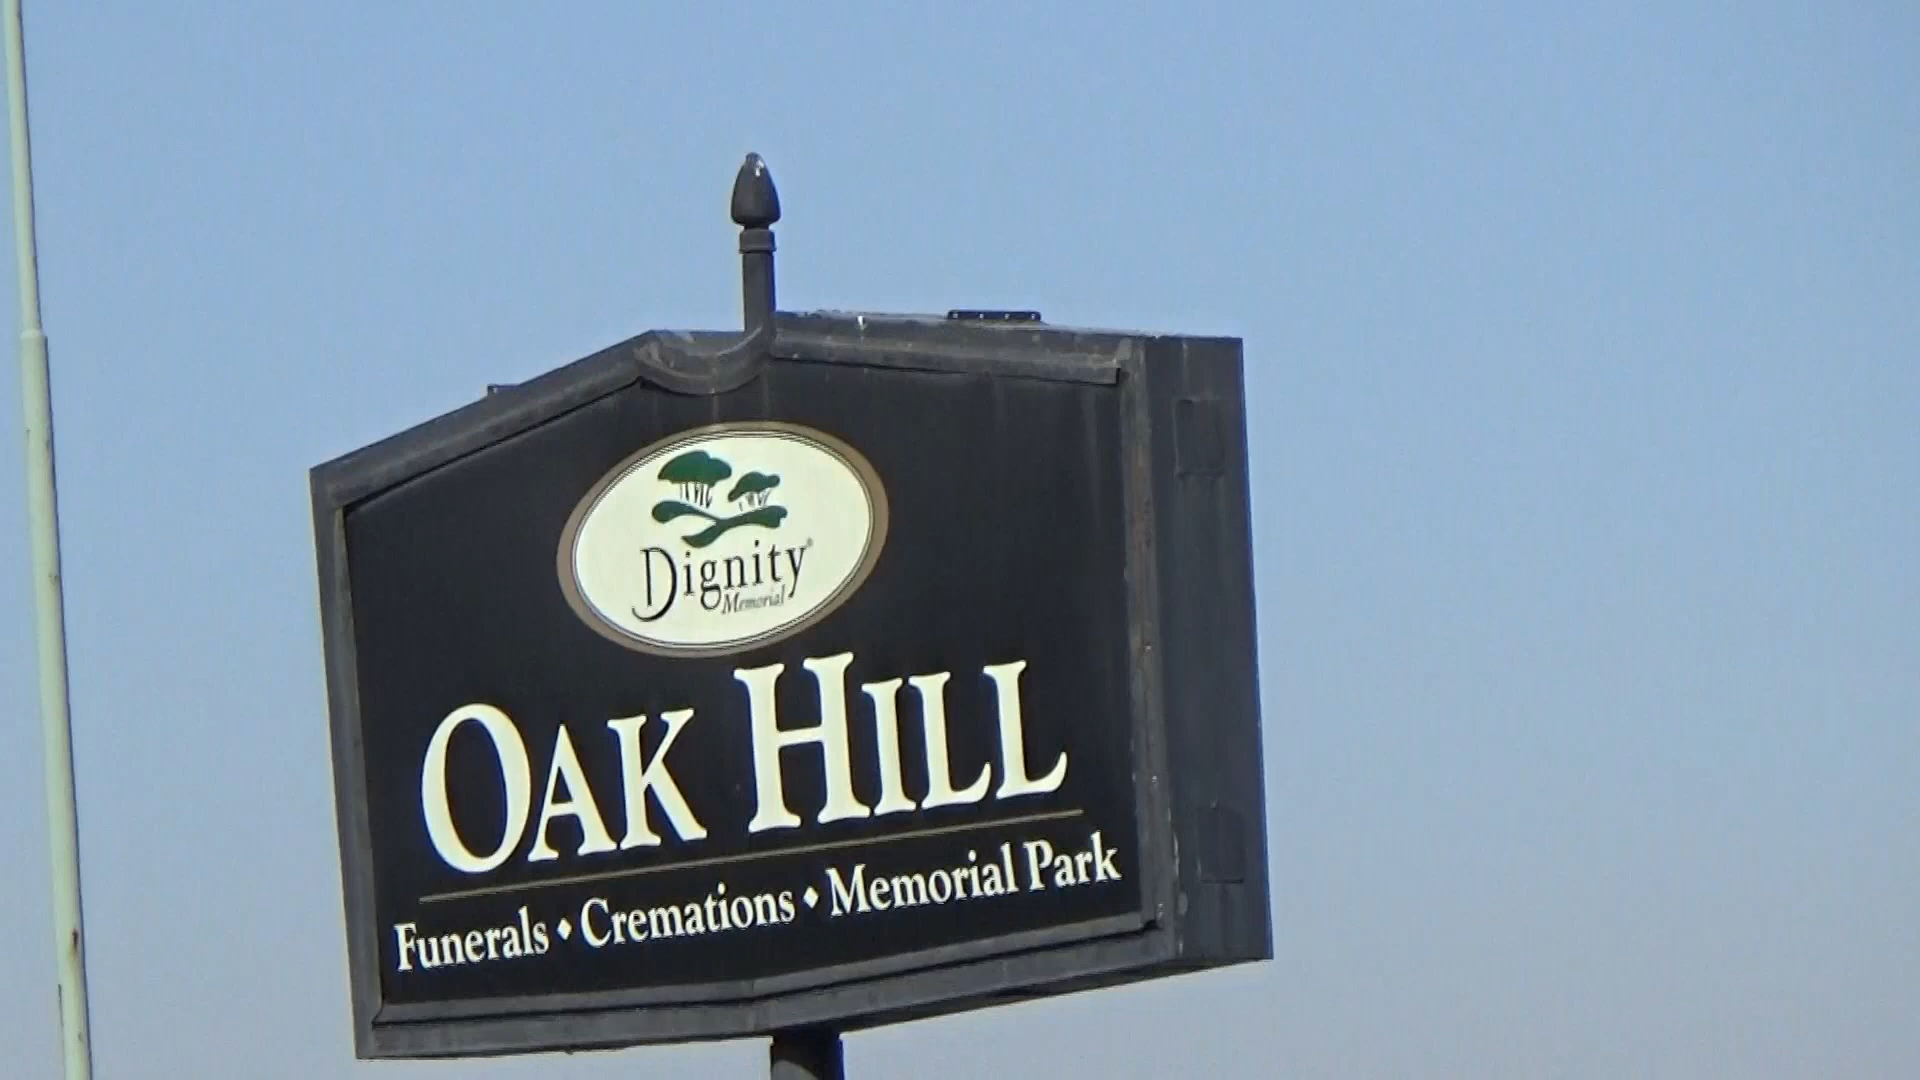 Dignity®
Memorial
OAK HILL
Funerals • Cremations • Memorial Park